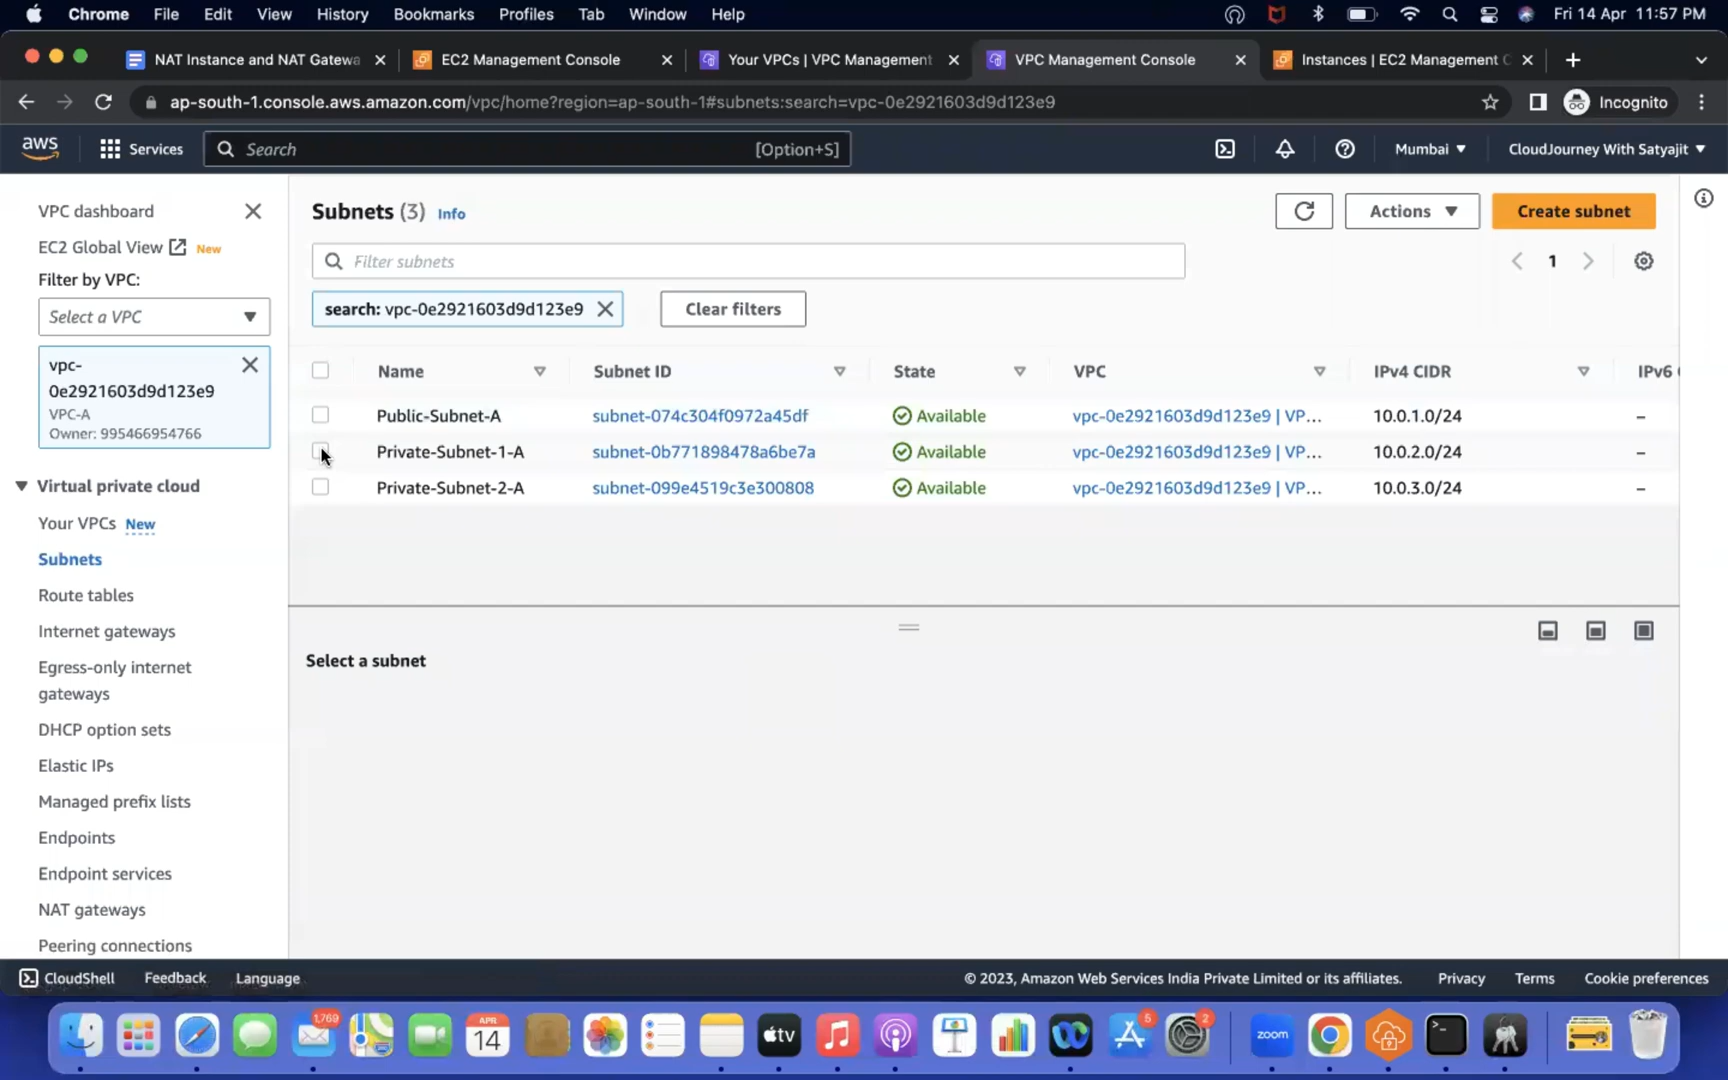 Chrome File Edit View History Bookmarks Profiles Tab Window Help Fri 14 Apr 11:57 PM
NAT Instance and NAT Gatewa EC2 Management Console Your VPCs | VPC Management VPC Management Console Instances | EC2 Management C
ap-south-1.console.aws.amazon.com/vpc/home?region=ap-south-1#subnets:search=vpc-0e2921603d9d123e9 Incognito
aws Services Search [Option+S] Mumbai CloudJourney With Satyajit
VPC dashboard
EC2 Global View New
Filter by VPC:
Select a VPC
vpc-
0e2921603d9d123e9
VPC-A
Owner: 995466954766
Virtual private cloud
Your VPCs New
Subnets
Route tables
Internet gateways
Egress-only internet
gateways
DHCP option sets
Elastic IPs
Managed prefix lists
Endpoints
Endpoint services
NAT gateways
Peering connections
Subnets (3) Info
Actions Create subnet
Filter subnets
1
search: vpc-0e2921603d9d123e9 Clear filters
Name Subnet ID State VPC IPv4 CIDR IPv6
Public-Subnet-A subnet-074c304f0972a45df Available vpc-0e2921603d9d123e9 | VP... 10.0.1.0/24 –
Private-Subnet-1-A subnet-0b771898478a6be7a Available vpc-0e2921603d9d123e9 | VP... 10.0.2.0/24 –
Private-Subnet-2-A subnet-099e4519c3e300808 Available vpc-0e2921603d9d123e9 | VP... 10.0.3.0/24 –
Select a subnet
CloudShell Feedback Language © 2023, Amazon Web Services India Private Limited or its affiliates. Privacy Terms Cookie preferences
1,769
APR
14
tv
5
2
zoom